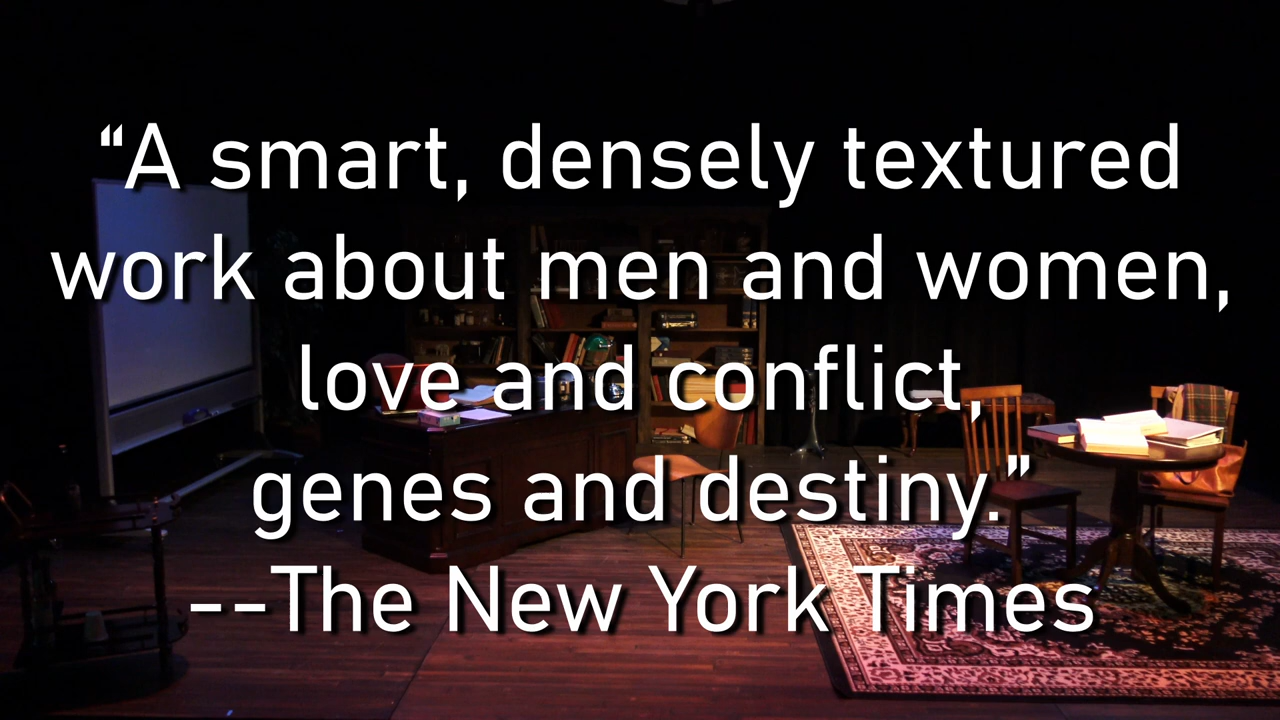 “A smart, densely textured
work about men and women,
love and conflict,
genes and destiny.”
--The New York Times